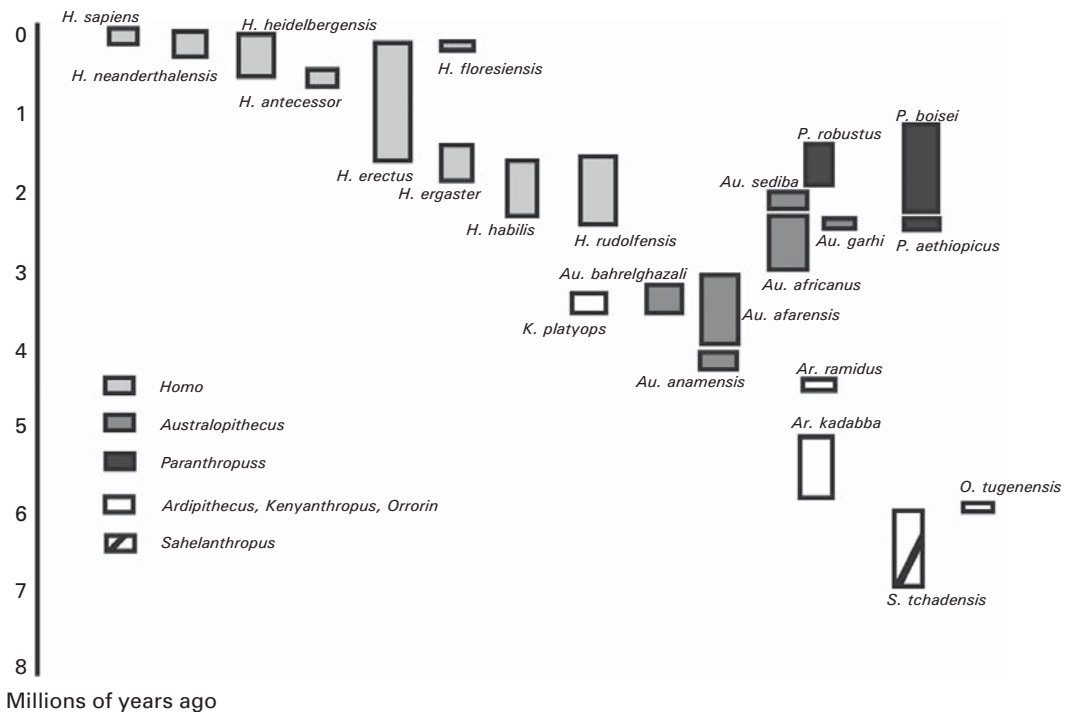 H. sapiens
H. heidelbergensis
0
H. neanderthalensis
H. floresiensis
H. antecessor
1
P. boisei
P. robustus
H. erectus
Au. sediba
2
H. ergaster
H. habilis
H. rudolfensis
Au. garhi
P. aethiopicus
3
Au. bahrelghazali
Au. africanus
K. platyops
Au. afarensis
4
Au. anamensis
Ar. ramidus
Homo
5
Australopithecus
Ar. kadabba
Paranthropuss
O. tugenensis
6
Ardipithecus, Kenyanthropus, Orrorin
Sahelanthropus
7
S. tchadensis
8
Millions of years ago